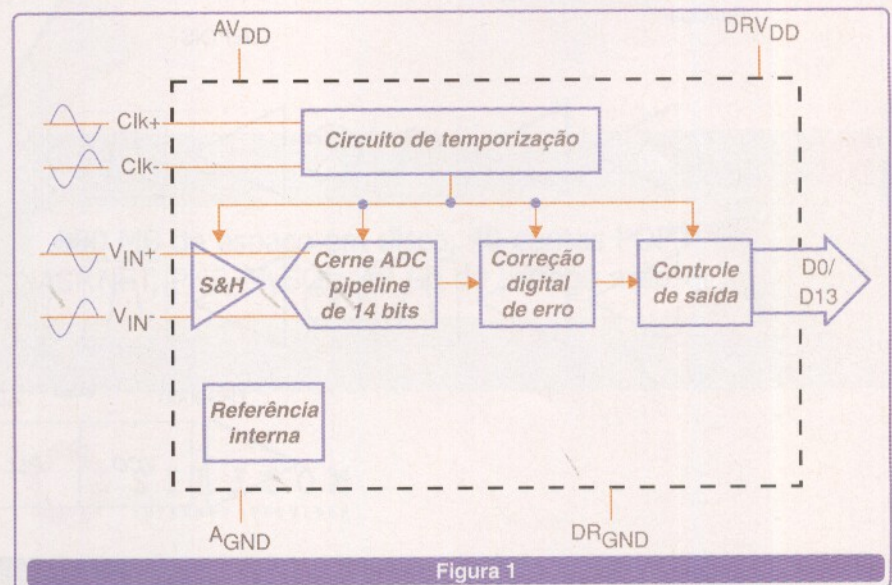 AVDD
DRVDD
Clk+
Clk-
Circuito de temporização
VIN+
VIN-
S&H
Cerne ADC
pipeline
de 14 bits
Correção
digital
de erro
Controle
de saída
D0/
D13
Referência
interna
AGND
DRGND
Figura 1